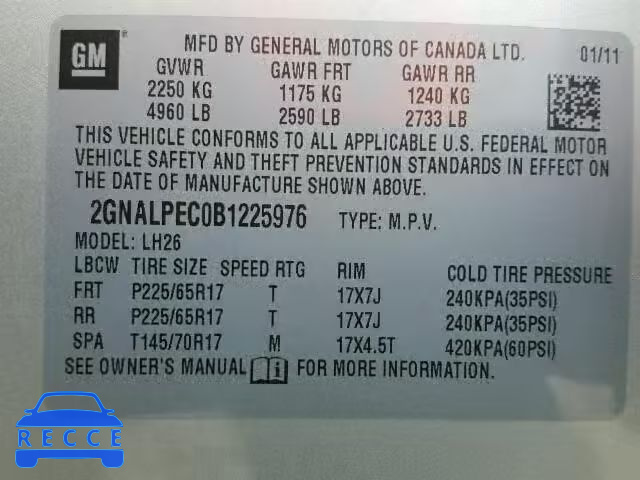 GM
MFD BY GENERAL MOTORS OF CANADA LTD. 01/11
GVWR GAWR FRT GAWR RR
2250 KG 1175 KG 1240 KG
4960 LB 2590 LB 2733 LB
THIS VEHICLE CONFORMS TO ALL APPLICABLE U.S. FEDERAL MOTOR
VEHICLE SAFETY AND THEFT PREVENTION STANDARDS IN EFFECT ON
THE DATE OF MANUFACTURE SHOWN ABOVE.
2GNALPEC0B1225976 TYPE: M.P.V.
MODEL: LH26
LBCW TIRE SIZE SPEED RTG RIM COLD TIRE PRESSURE
FRT P225/65R17 T 17X7J 240KPA(35PSI)
RR P225/65R17 T 17X7J 240KPA(35PSI)
SPA T145/70R17 M 17X4.5T 420KPA(60PSI)
SEE OWNER'S MANUAL FOR MORE INFORMATION.
RECCE